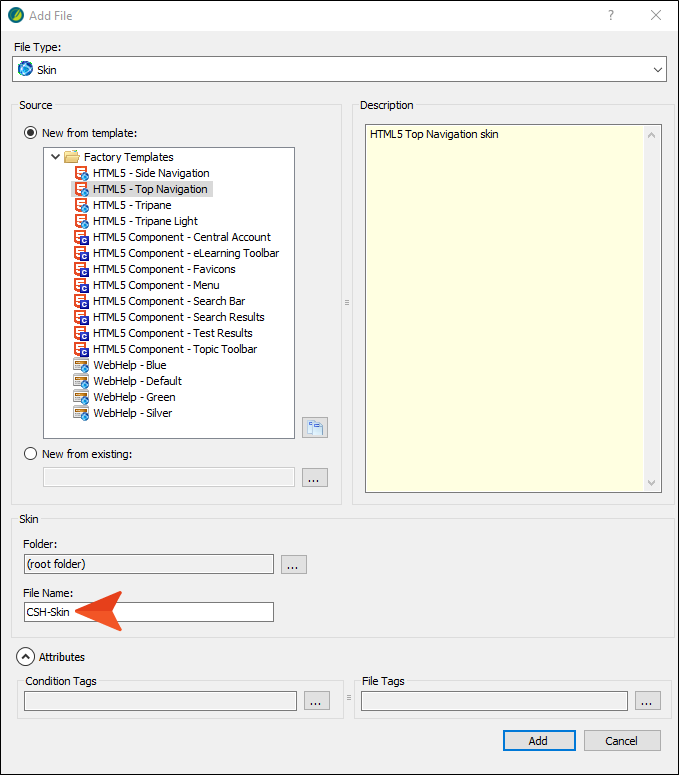 Add File
File Type:
Skin
Source
New from template:
Factory Templates
HTML5 - Side Navigation
HTML5 - Top Navigation
HTML5 - Tripane
HTML5 - Tripane Light
HTML5 Component - Central Account
HTML5 Component - eLearning Toolbar
HTML5 Component - Favicons
HTML5 Component - Menu
HTML5 Component - Search Bar
HTML5 Component - Search Results
HTML5 Component - Test Results
HTML5 Component - Topic Toolbar
WebHelp - Blue
WebHelp - Default
WebHelp - Green
WebHelp - Silver
New from existing:
...
Description
HTML5 Top Navigation skin
Skin
Folder:
(root folder)
...
File Name:
CSH-Skin
Attributes
Condition Tags
...
File Tags
...
Add
Cancel